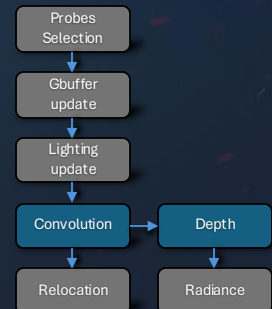 Probes
Selection
Gbuffer
update
Lighting
update
Convolution
Depth
Relocation
Radiance